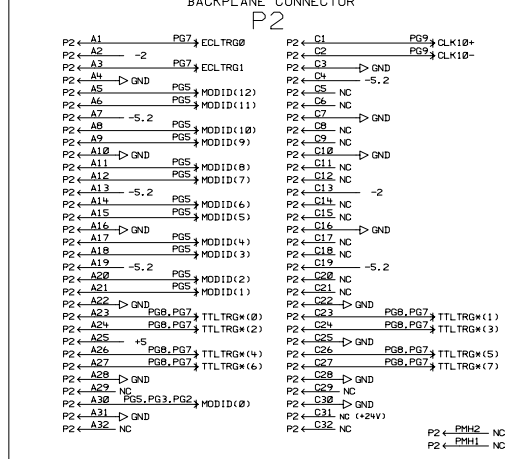 BACKPLANE CONNECTOR
P2
P2 A1 PG7 ECLTRG0
P2 A2 -2
P2 A3 PG7 ECLTRG1
P2 A4 GND
P2 A5 PG5 MODID(12)
P2 A6 PG5 MODID(11)
P2 A7 -5.2
P2 A8 PG5 MODID(10)
P2 A9 PG5 MODID(9)
P2 A10 GND
P2 A11 PG5 MODID(8)
P2 A12 PG5 MODID(7)
P2 A13 -5.2
P2 A14 PG5 MODID(6)
P2 A15 PG5 MODID(5)
P2 A16 GND
P2 A17 PG5 MODID(4)
P2 A18 PG5 MODID(3)
P2 A19 -5.2
P2 A20 PG5 MODID(2)
P2 A21 PG5 MODID(1)
P2 A22 GND
P2 A23 PG8,PG7 TTLTRG*(0)
P2 A24 PG8,PG7 TTLTRG*(2)
P2 A25 +5
P2 A26 PG8,PG7 TTLTRG*(4)
P2 A27 PG8,PG7 TTLTRG*(6)
P2 A28 GND
P2 A29 NC
P2 A30 PG5,PG3,PG2 MODID(0)
P2 A31 GND
P2 A32 NC
P2 C1 PG9 CLK10+
P2 C2 PG9 CLK10-
P2 C3 GND
P2 C4 -5.2
P2 C5 NC
P2 C6 NC
P2 C7 GND
P2 C8 NC
P2 C9 NC
P2 C10 GND
P2 C11 NC
P2 C12 NC
P2 C13 -2
P2 C14 NC
P2 C15 NC
P2 C16 GND
P2 C17 NC
P2 C18 NC
P2 C19 -5.2
P2 C20 NC
P2 C21 NC
P2 C22 GND
P2 C23 PG8,PG7 TTLTRG*(1)
P2 C24 PG8,PG7 TTLTRG*(3)
P2 C25 GND
P2 C26 PG8,PG7 TTLTRG*(5)
P2 C27 PG8,PG7 TTLTRG*(7)
P2 C28 GND
P2 C29 NC
P2 C30 GND
P2 C31 NC (+24V)
P2 C32 NC
P2 PMH2 NC
P2 PMH1 NC